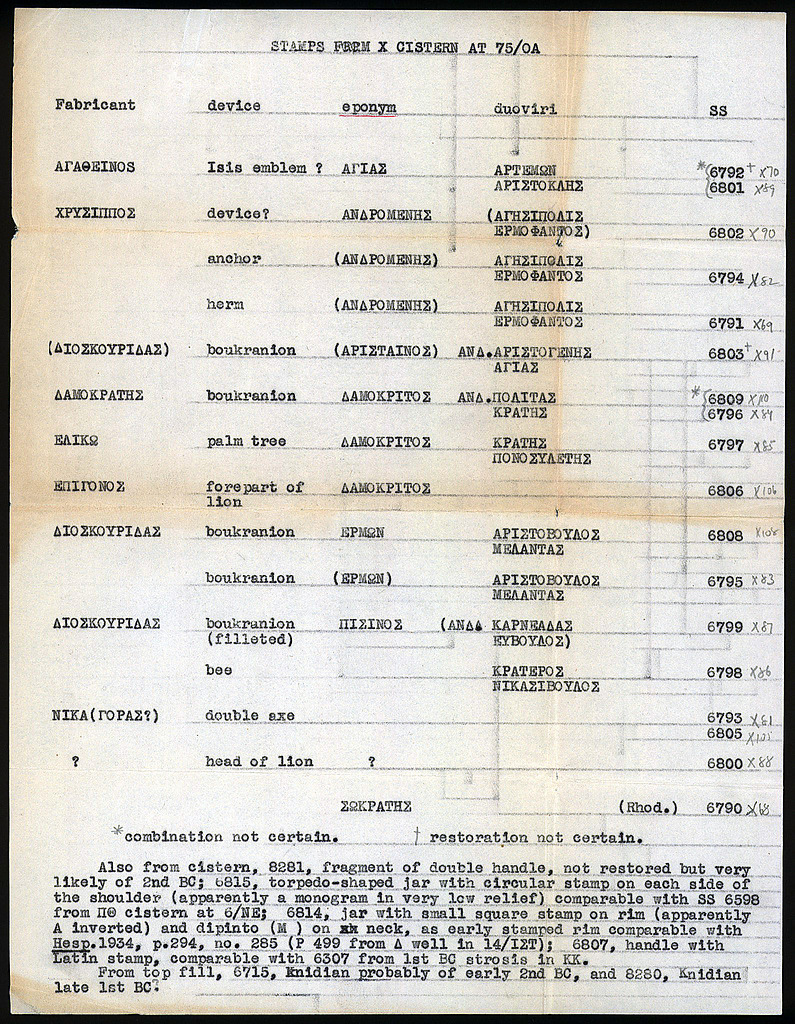 STAMPS FROM X CISTERN AT 75/OA
Fabricant device eponym duoviri SS
ΑΓΑΘΕΙΝΟΣ Isis emblem ? ΑΓΙΑΣ ΑΡΤΕΜΩΝ *{6792+ X70
ΑΡΙΣΤΟΚΛΗΣ 6801 X89
ΧΡΥΣΙΠΠΟΣ device? ΑΝΔΡΟΜΕΝΗΣ (ΑΓΗΣΙΠΟΛΙΣ
ΕΡΜΟΦΑΝΤΟΣ) 6802 X90
anchor (ΑΝΔΡΟΜΕΝΗΣ) ΑΓΗΣΙΠΟΛΙΣ
ΕΡΜΟΦΑΝΤΟΣ 6794 X82
herm (ΑΝΔΡΟΜΕΝΗΣ) ΑΓΗΣΙΠΟΛΙΣ
ΕΡΜΟΦΑΝΤΟΣ 6791 X69
(ΔΙΟΣΚΟΥΡΙΔΑΣ) boukranion (ΑΡΙΣΤΑΙΝΟΣ) ΑΝΔ.ΑΡΙΣΤΟΓΕΝΗΣ 6803+ X91
ΑΓΙΑΣ
ΔΑΜΟΚΡΑΤΗΣ boukranion ΔΑΜΟΚΡΙΤΟΣ ΑΝΔ.ΠΟΛΙΤΑΣ *{6809 X110
ΚΡΑΤΗΣ 6796 X84
ΕΛΙΚΩ palm tree ΔΑΜΟΚΡΙΤΟΣ ΚΡΑΤΗΣ 6797 X85
ΠΟΝΟΣΥΛΕΤΗΣ
ΕΠΙΓΟΝΟΣ forepart of ΔΑΜΟΚΡΙΤΟΣ 6806 X106
lion
ΔΙΟΣΚΟΥΡΙΔΑΣ boukranion ΕΡΜΩΝ ΑΡΙΣΤΟΒΟΥΛΟΣ 6808 X108
ΜΕΛΑΝΤΑΣ
boukranion (ΕΡΜΩΝ) ΑΡΙΣΤΟΒΟΥΛΟΣ 6795 X83
ΜΕΛΑΝΤΑΣ
ΔΙΟΣΚΟΥΡΙΔΑΣ boukranion ΠΙΣΙΝΟΣ (ΑΝΔ. ΚΑΡΝΕΑΔΑΣ 6799 X87
(filleted) ΕΥΒΟΥΛΟΣ)
bee ΚΡΑΤΕΡΟΣ 6798 X86
ΝΙΚΑΣΙΒΟΥΛΟΣ
ΝΙΚΑ(ΓΟΡΑΣ?) double axe 6793 X81
6805 X105
? head of lion ? 6800 X88
ΣΩΚΡΑΤΗΣ (Rhod.) 6790 X68
*combination not certain. † restoration not certain.
Also from cistern, 8281, fragment of double handle, not restored but very
likely of 2nd BC; 6815, torpedo-shaped jar with circular stamp on each side of
the shoulder (apparently a monogram in very low relief) comparable with SS 6598
from ΠΘ cistern at 6/ΝΕ; 6814, jar with small square stamp on rim (apparently
A inverted) and dipinto (M ) on neck, as early stamped rim comparable with
Hesp.1934, p.294, no. 285 (P 499 from Δ well in 14/ΙΣΤ); 6807, handle with
Latin stamp, comparable with 6307 from 1st BC strosis in KK.
From top fill, 6715, Knidian probably of early 2nd BC, and 8280, Knidian
late 1st BC.